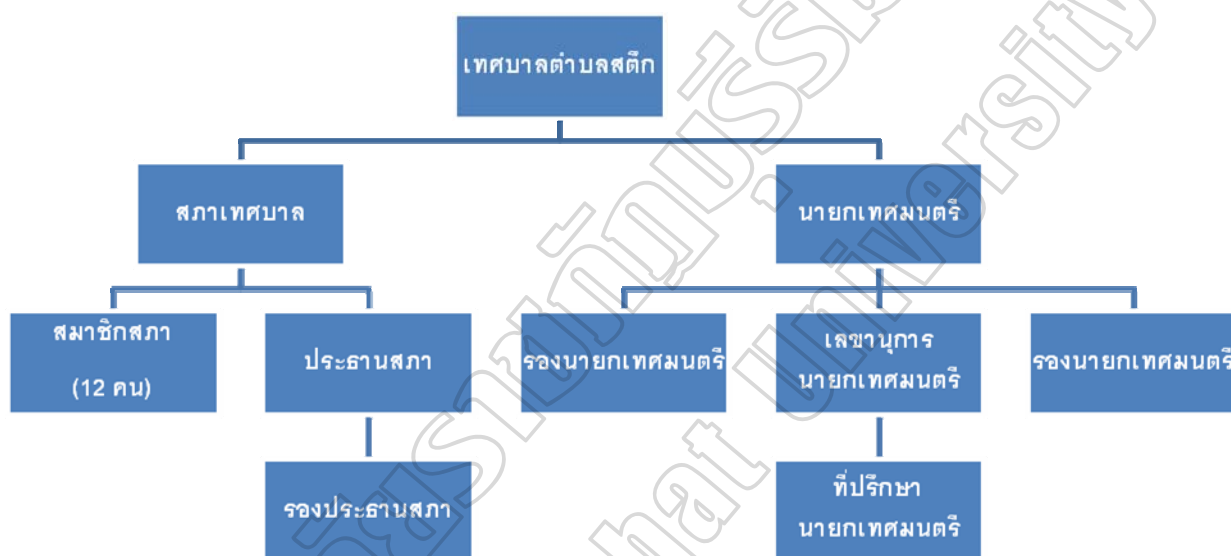 เทศบาลตำบลสตึก
สภาเทศบาล
นายกเทศมนตรี
สมาชิกสภา
(12 คน)
ประธานสภา
รองนายกเทศมนตรี
เลขานุการ
นายกเทศมนตรี
รองนายกเทศมนตรี
รองประธานสภา
ที่ปรึกษา
นายกเทศมนตรี
University